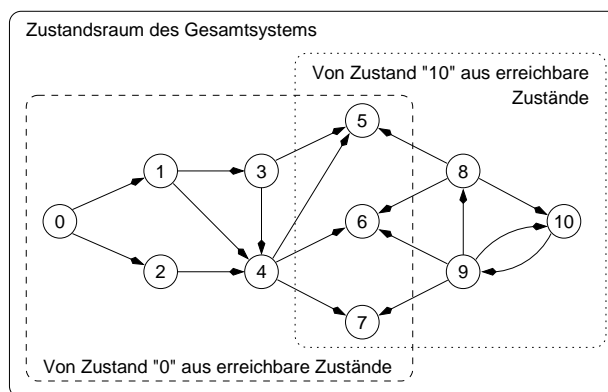 Zustandsraum des Gesamtsystems
Von Zustand "10" aus erreichbare
Zustände
5
1
3
8
0
6
10
2
4
9
7
Von Zustand "0" aus erreichbare Zustände